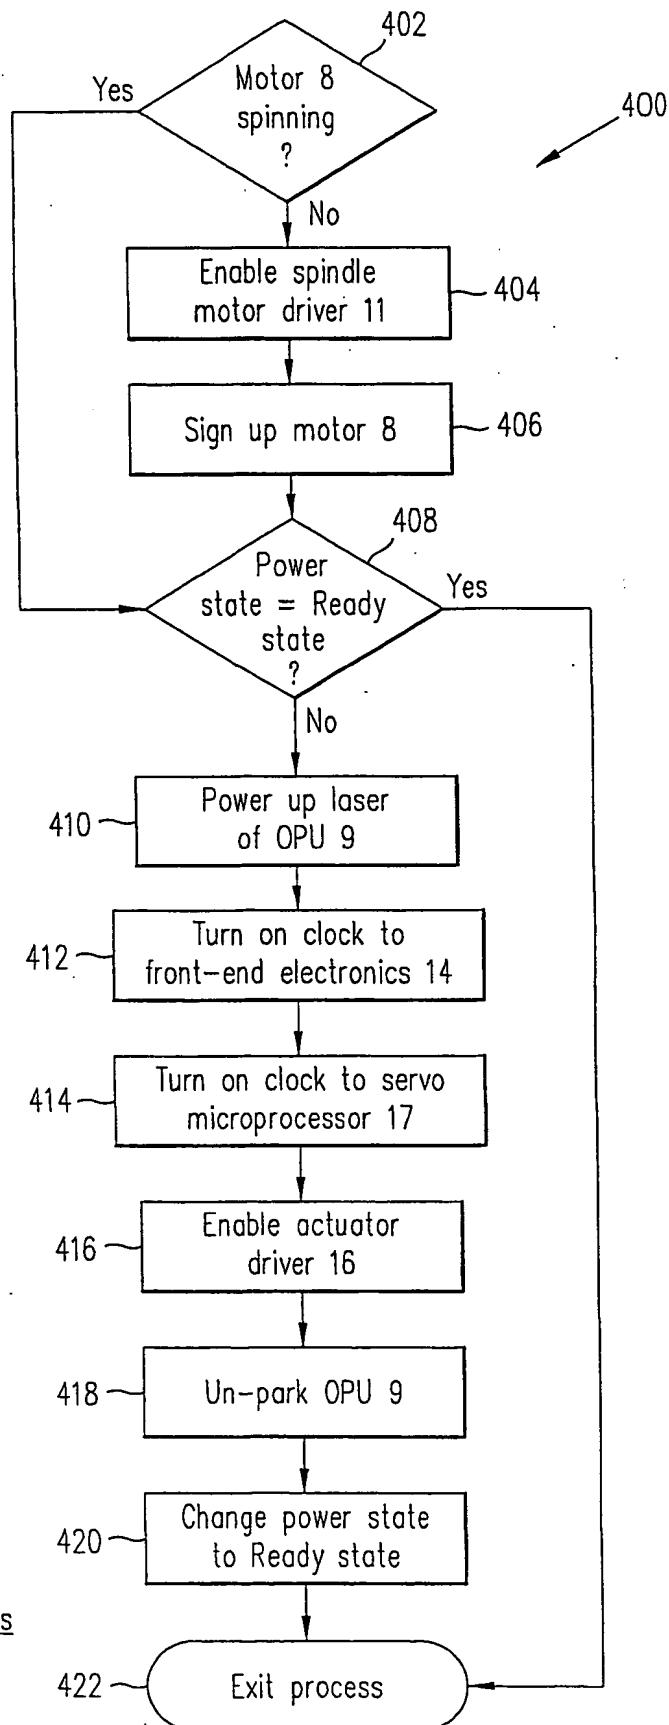 402
Motor 8
spinning
?
Yes
400
No
Enable spindle
motor driver 11
404
Sign up motor 8
406
408
Power
state = Ready
state
?
Yes
No
Power up laser
of OPU 9
410
Turn on clock to
front-end electronics 14
412
Turn on clock to servo
microprocessor 17
414
Enable actuator
driver 16
416
Un-park OPU 9
418
Change power state
to Ready state
420
s
Exit process
422